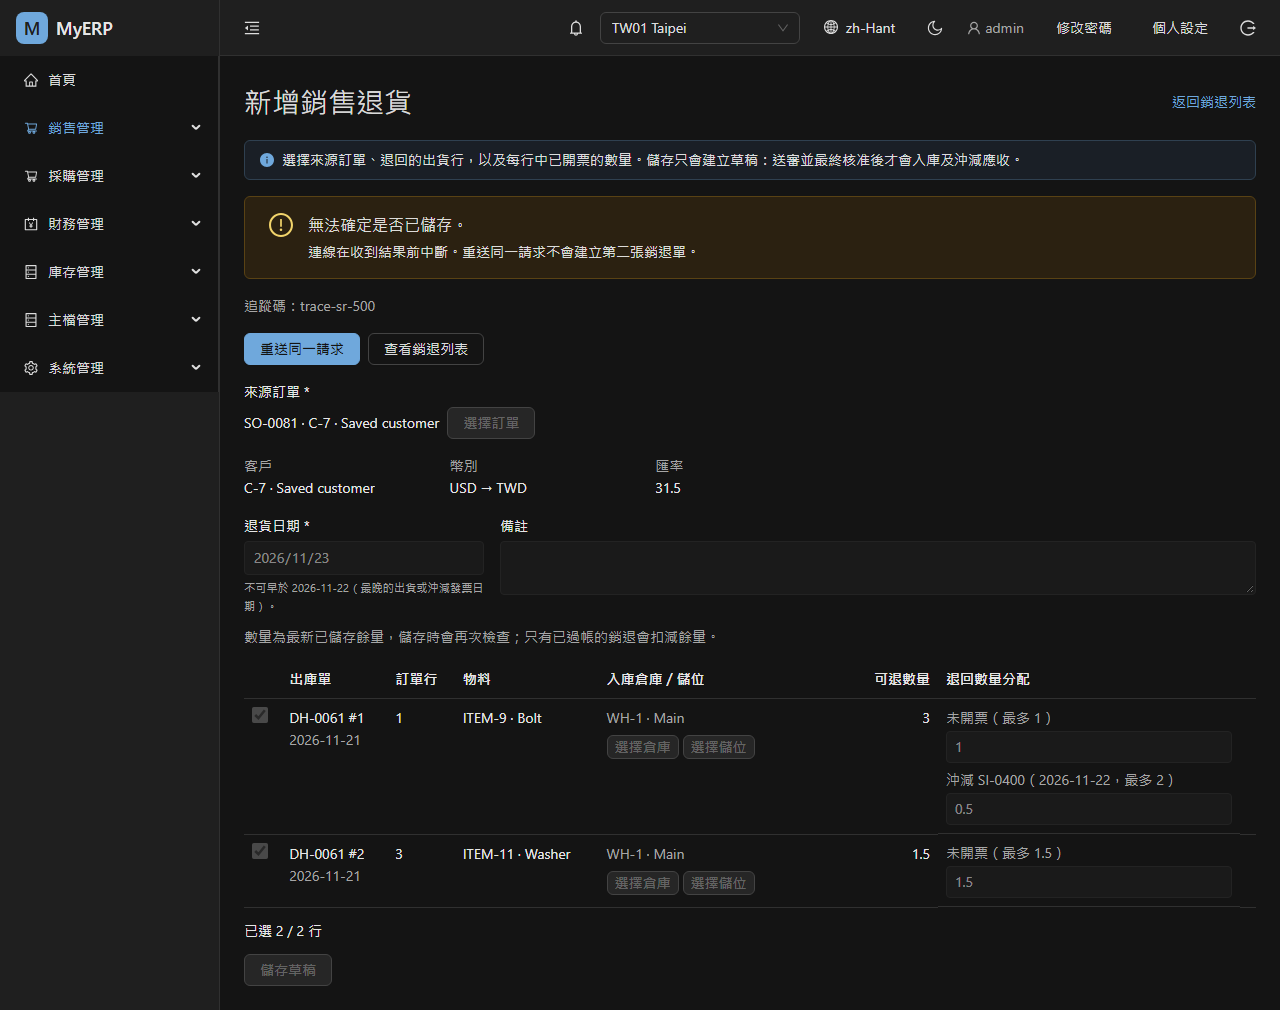 M MyERP
TW01 Taipei
zh-Hant
admin
修改密碼
個人設定
首頁
銷售管理
採購管理
財務管理
庫存管理
主檔管理
系統管理
新增銷售退貨
返回銷退列表
選擇來源訂單、退回的出貨行，以及每行中已開票的數量。儲存只會建立草稿；送審並最終核准後才會入庫及沖減應收。
無法確定是否已儲存。
連線在收到結果前中斷。重送同一請求不會建立第二張銷退單。
追蹤碼：trace-sr-500
重送同一請求
查看銷退列表
來源訂單 *
SO-0081 · C-7 · Saved customer
選擇訂單
客戶 幣別 匯率
C-7 · Saved customer USD → TWD 31.5
退貨日期 * 備註
2026/11/23
不可早於 2026-11-22（最晚的出貨或沖減發票日
期）。
數量為最新已儲存餘量，儲存時會再次檢查；只有已過帳的銷退會扣減餘量。
出庫單 訂單行 物料 入庫倉庫 / 儲位 可退數量 退回數量分配
DH-0061 #1 1 ITEM-9 · Bolt WH-1 · Main 3 未開票（最多 1）
2026-11-21 選擇倉庫 選擇儲位 1
沖減 SI-0400（2026-11-22，最多 2）
0.5
DH-0061 #2 3 ITEM-11 · Washer WH-1 · Main 1.5 未開票（最多 1.5）
2026-11-21 選擇倉庫 選擇儲位 1.5
已選 2 / 2 行
儲存草稿